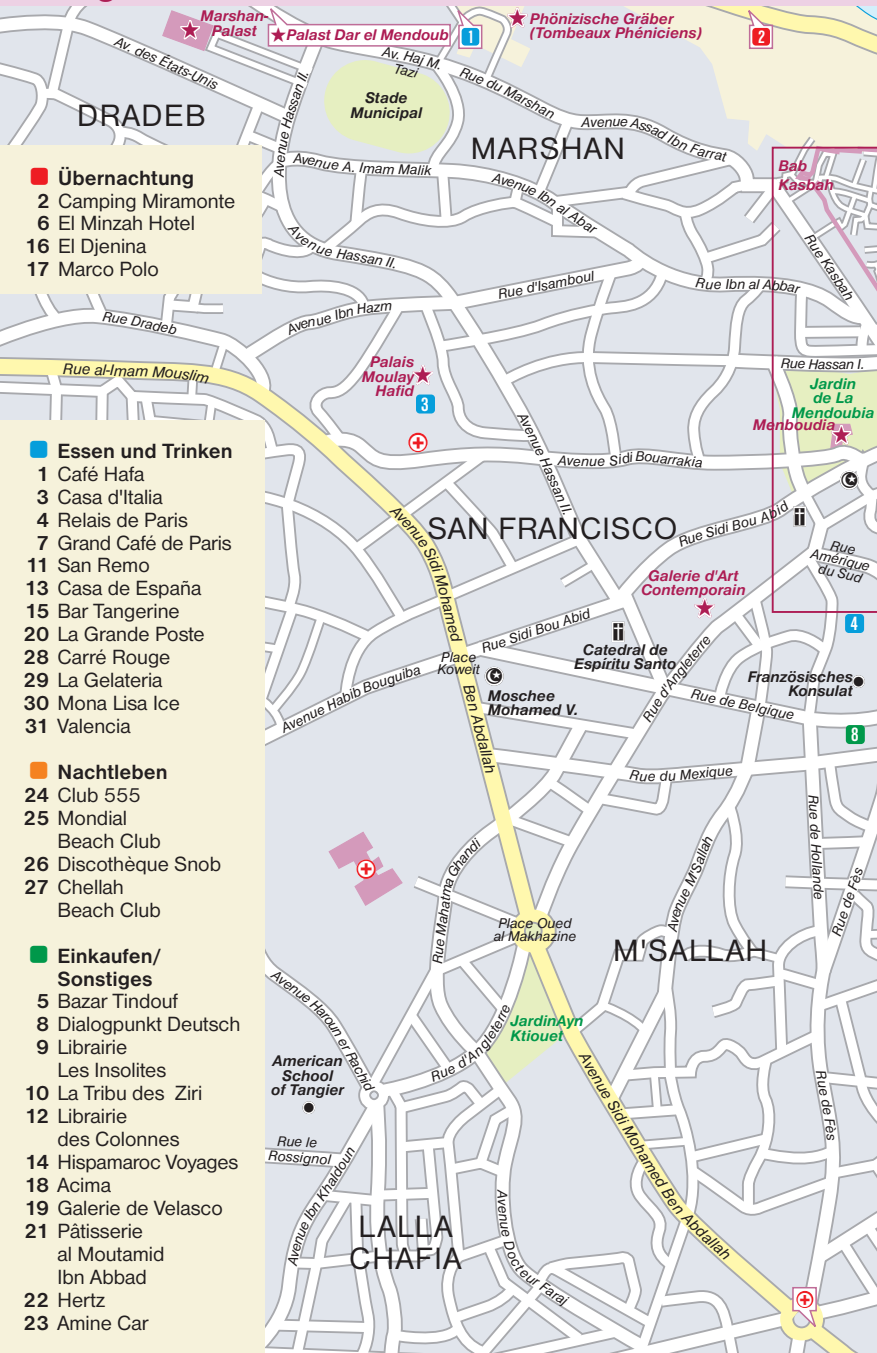 Marshan-
Palast
Palast Dar el Mendoub
1
Phönizische Gräber
(Tombeaux Phéniciens)
2
Av. des États-Unis
Avenue Hassan II.
Av. Haj M.
Tazi
Rue du Marshan
Stade
Municipal
DRADEB
MARSHAN
Avenue Assad Ibn Farrat
Avenue A. Imam Malik
Avenue Ibn al Abar
Bab
Kasbah
Rue Kasbah
Übernachtung
2 Camping Miramonte
6 El Minzah Hotel
16 El Djenina
17 Marco Polo
Avenue Hassan II.
Rue d'Isamboul
Rue Ibn al Abbar
Avenue Ibn Hazm
Rue Dradeb
Rue al-Imam Mouslim
Palais
Moulay
Hafid
3
Rue Hassan I.
Jardin
de La
Mendoubia
Menboudia
Avenue Hassan II.
Avenue Sidi Bouarrakia
Essen und Trinken
1 Café Hafa
3 Casa d'Italia
4 Relais de Paris
7 Grand Café de Paris
11 San Remo
13 Casa de España
15 Bar Tangerine
20 La Grande Poste
28 Carré Rouge
29 La Gelateria
30 Mona Lisa Ice
31 Valencia
Avenue Sidi Mohamed
Ben Abdallah
SAN FRANCISCO
Rue Sidi Bou Abid
Rue
Amérique
du Sud
Galerie d'Art
Contemporain
4
Rue Sidi Bou Abid
Catedral de
Espíritu Santo
Place
Koweit
Avenue Habib Bouguiba
Moschee
Mohamed V.
Rue d'Angleterre
Rue de Belgique
Französisches
Konsulat
8
Rue du Mexique
Nachtleben
24 Club 555
25 Mondial
Beach Club
26 Discothèque Snob
27 Chellah
Beach Club
Rue Mahatma Ghandi
Avenue M'Sallah
Rue de Hollande
Rue de Fès
Place Oued
al Makhazine
M'SALLAH
Einkaufen/
Sonstiges
5 Bazar Tindouf
8 Dialogpunkt Deutsch
9 Librairie
Les Insolites
10 La Tribu des Ziri
12 Librairie
des Colonnes
14 Hispamaroc Voyages
18 Acima
19 Galerie de Velasco
21 Pâtisserie
al Moutamid
Ibn Abbad
22 Hertz
23 Amine Car
Avenue Haroun er Rachid
JardinAyn
Ktiouet
Rue d'Angleterre
American
School
of Tangier
Avenue Sidi Mohamed Ben Abdallah
Rue de Fès
Rue le
Rossignol
Avenue Ibn Khaldoun
LALLA
CHAFIA
Avenue Docteur Faraj